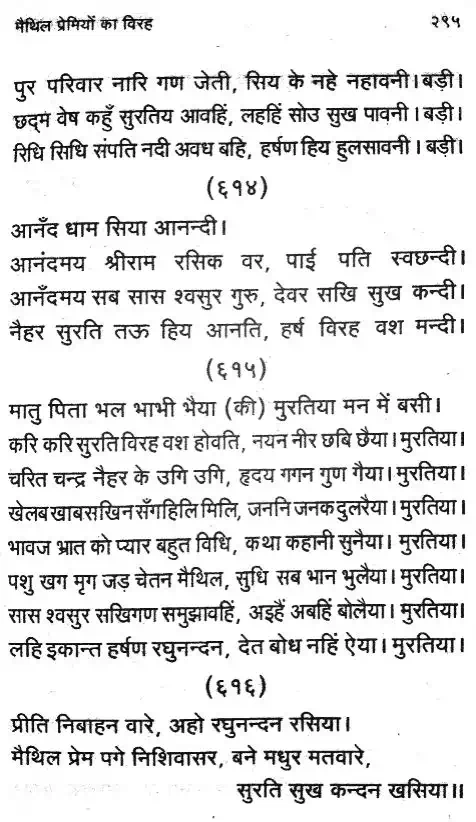 मैथिल प्रेमियों का विरह २९५
पुर परिवार नारि गण जेती, सिय के नहे नहावनी। बड़ी।
छद्म वेष कहुँ सुरतिय आवहिं, लहहिं सोउ सुख पावनी। बड़ी।
रिधि सिधि संपति नदी अवध बहि, हर्षण हिय हुलसावनी। बड़ी।
(६१४)
आनँद धाम सिया आनन्दी।
आनंदमय श्रीराम रसिक वर, पाई पति स्वछन्दी।
आनँदमय सब सास श्वसुर गुरु, देवर सखि सुख कन्दी।
नैहर सुरति तऊ हिय आनति, हर्ष विरह वश मन्दी।
(६१५)
मातु पिता भल भाभी भैया (की) मुरतिया मन में बसी।
करि करि सुरति विरह वश होवति, नयन नीर छबि छैया। मुरतिया।
चरित चन्द्र नैहर के उगि उगि, हृदय गगन गुण गैया। मुरतिया।
खेलब खाब सखिन सँग हिलि मिलि, जननि जनक दुलरैया। मुरतिया।
भावज भ्रात को प्यार बहुत विधि, कथा कहानी सुनैया। मुरतिया।
पशु खग मृग जड़ चेतन मैथिल, सुधि सब भान भुलैया। मुरतिया।
सास श्वसुर सखिगण समुझावहिं, अइहैं अबहिं बोलैया। मुरतिया।
लहि इकान्त हर्षण रघुनन्दन, देत बोध नहिं ऐया। मुरतिया।
(६१६)
प्रीति निबाहन वारे, अहो रघुनन्दन रसिया।
मैथिल प्रेम पगे निशिवासर, बने मधुर मतवारे,
सुरति सुख कन्दन खसिया॥